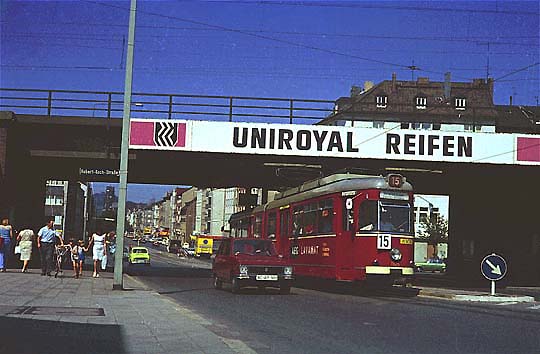 UNIROYAL REIFEN
Robert-Koch-Straße
15
15
AEG LAVAMAT